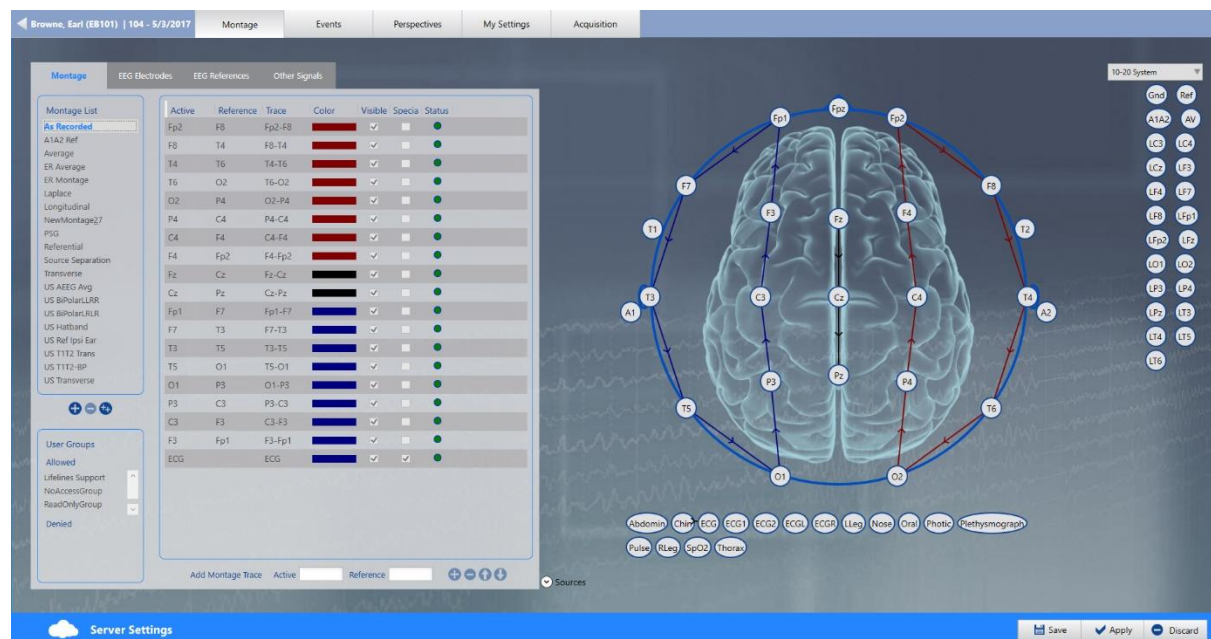 Browne, Earl (EB101) | 104 - 5/3/2017 Montage Events Perspectives My Settings Acquisition
Montage EEG Electrodes EEG References Other Signals
Montage List
As Recorded
A1A2 Ref
Average
ER Average
ER Montage
Laplace
Longitudinal
NewMontage27
PSG
Referential
Source Separation
Transverse
US AEEG Avg
US BiPolarLLRR
US BiPolarLRLR
US Hatband
US Ref Ipsi Ear
US T1T2 Trans
US T1T2-BP
US Transverse
User Groups
Allowed
Lifelines Support
NoAccessGroup
ReadOnlyGroup
Denied
Active Reference Trace Color Visible Specia Status
Fp2 F8 Fp2-F8
F8 T4 F8-T4
T4 T6 T4-T6
T6 O2 T6-O2
O2 P4 O2-P4
P4 C4 P4-C4
C4 F4 C4-F4
F4 Fp2 F4-Fp2
Fz Cz Fz-Cz
Cz Pz Cz-Pz
Fp1 F7 Fp1-F7
F7 T3 F7-T3
T3 T5 T3-T5
T5 O1 T5-O1
O1 P3 O1-P3
P3 C3 P3-C3
C3 F3 C3-F3
F3 Fp1 F3-Fp1
ECG ECG
Add Montage Trace Active Reference
Sources
Fpz
Fp1 Fp2
F7 F8
F3 Fz F4
T1 T2
T3 C3 Cz C4 T4
A1 A2
P3 Pz P4
T5 T6
O1 O2
Abdomin Chin ECG ECG1 ECG2 ECGL ECGR LLeg Nose Oral Photic Plethysmograph
Pulse RLeg SpO2 Thorax
10-20 System
Gnd Ref
A1A2 AV
LC3 LC4
LCz LF3
LF4 LF7
LF8 LFp1
LFp2 LFz
LO1 LO2
LP3 LP4
LPz LT3
LT4 LT5
LT6
Server Settings Save Apply Discard